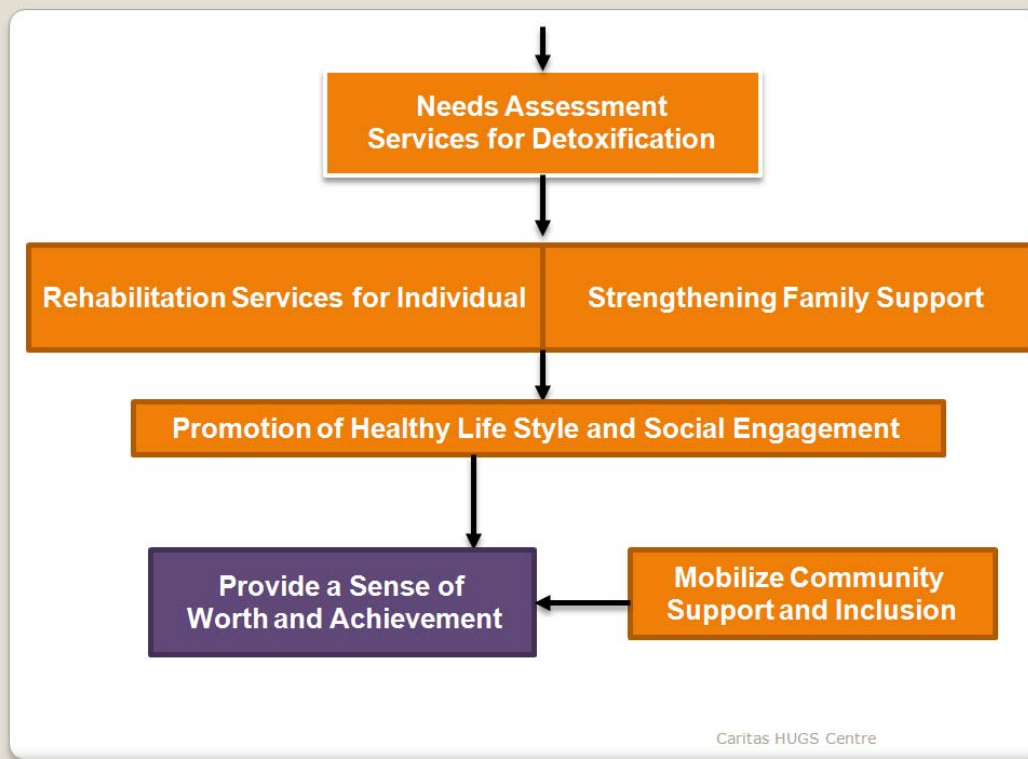 Needs Assessment
Services for Detoxification
Rehabilitation Services for Individual
Strengthening Family Support
Promotion of Healthy Life Style and Social Engagement
Provide a Sense of
Worth and Achievement
Mobilize Community
Support and Inclusion
Caritas HUGS Centre